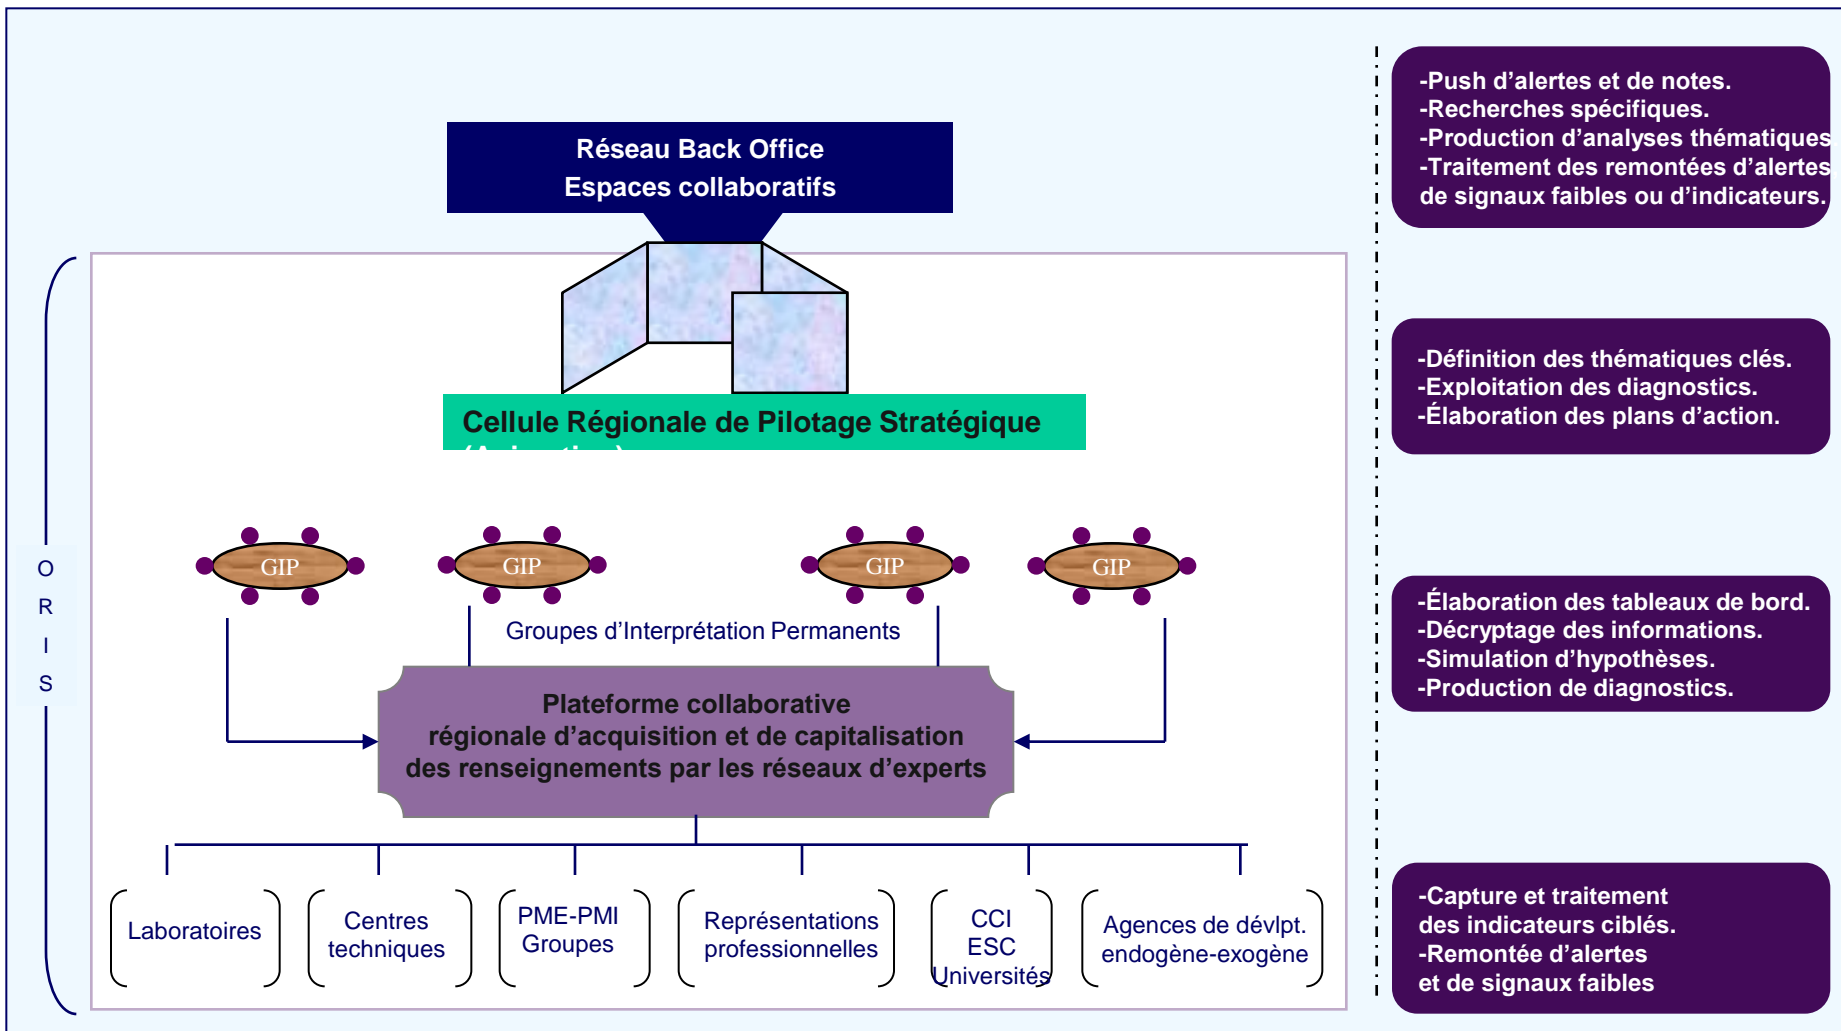 Réseau Back Office
Espaces collaboratifs
Cellule Régionale de Pilotage Stratégique
GIP
GIP
GIP
GIP
Groupes d’Interprétation Permanents
Plateforme collaborative
régionale d’acquisition et de capitalisation
des renseignements par les réseaux d’experts
Laboratoires
Centres
techniques
PME-PMI
Groupes
Représentations
professionnelles
CCI
ESC
Universités
Agences de dévlpt.
endogène-exogène
O
R
I
S
-Push d’alertes et de notes.
-Recherches spécifiques.
-Production d’analyses thématiques.
-Traitement des remontées d’alertes,
de signaux faibles ou d’indicateurs.
-Définition des thématiques clés.
-Exploitation des diagnostics.
-Élaboration des plans d’action.
-Élaboration des tableaux de bord.
-Décryptage des informations.
-Simulation d’hypothèses.
-Production de diagnostics.
-Capture et traitement
des indicateurs ciblés.
-Remontée d’alertes
et de signaux faibles